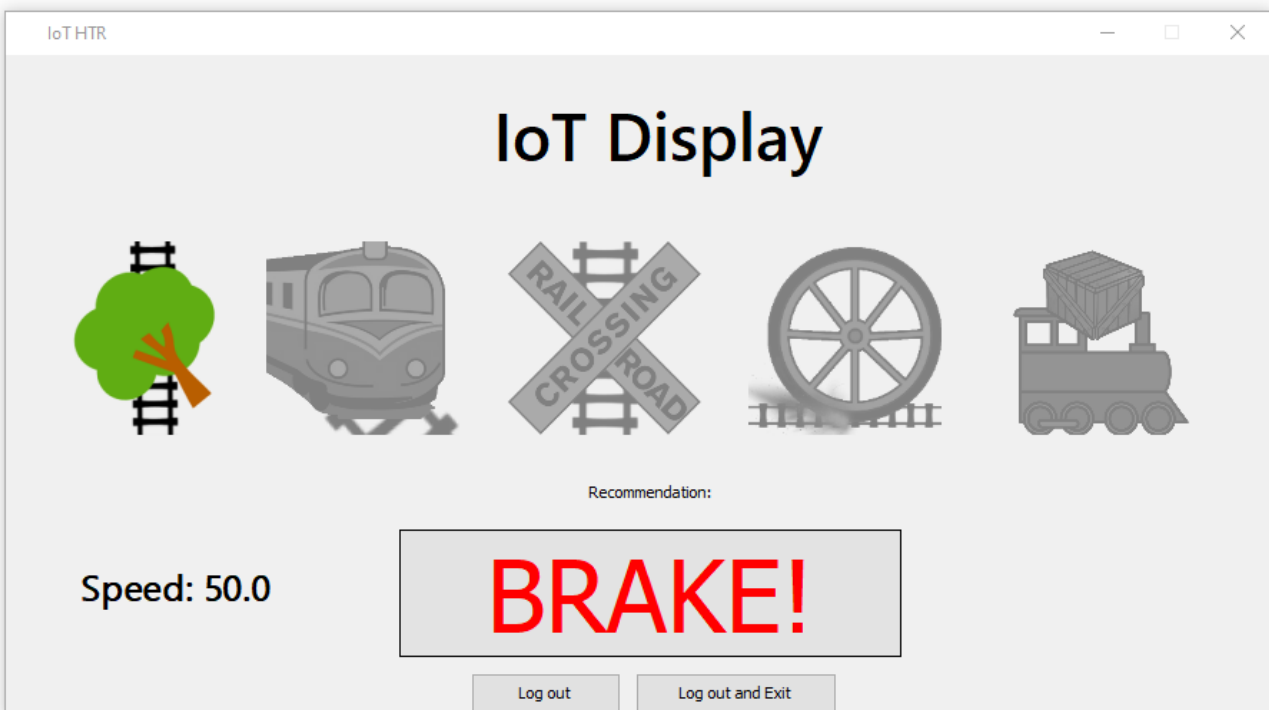 IoT HTR
IoT Display
RAIL ROAD
CROSSING
Recommendation:
Speed: 50.0
BRAKE!
Log out
Log out and Exit